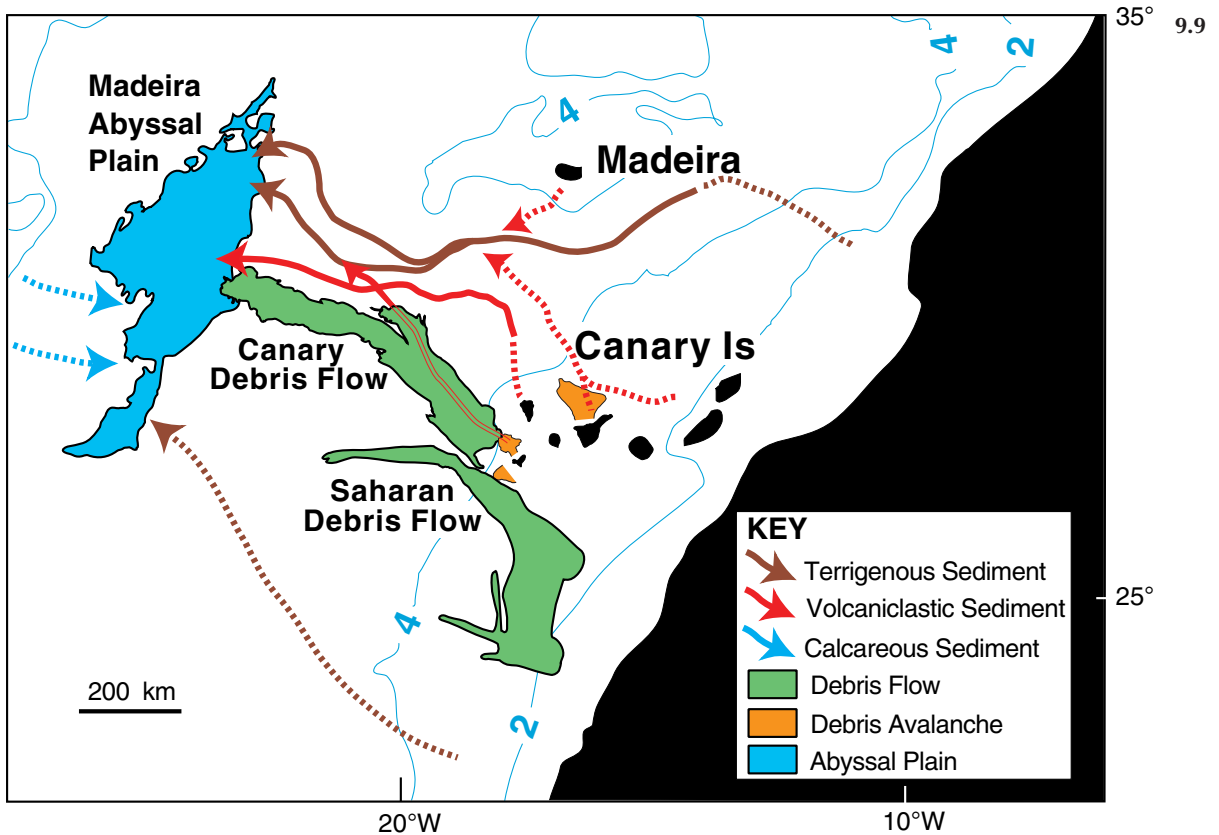 35°
9.9
4
2
Madeira
Abyssal
Plain
4
Madeira
Canary Is
Canary
Debris Flow
Saharan
Debris Flow
KEY
Terrigenous Sediment
Volcaniclastic Sediment
Calcareous Sediment
Debris Flow
Debris Avalanche
Abyssal Plain
25°
4
2
200 km
20°W
10°W